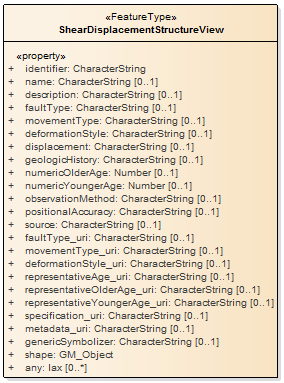 «FeatureType»
ShearDisplacementStructureView
«property»
+ identifier: CharacterString
+ name: CharacterString [0..1]
+ description: CharacterString [0..1]
+ faultType: CharacterString [0..1]
+ movementType: CharacterString [0..1]
+ deformationStyle: CharacterString [0..1]
+ displacement: CharacterString [0..1]
+ geologicHistory: CharacterString [0..1]
+ numericOlderAge: Number [0..1]
+ numericYoungerAge: Number [0..1]
+ observationMethod: CharacterString [0..1]
+ positionalAccuracy: CharacterString [0..1]
+ source: CharacterString [0..1]
+ faultType_uri: CharacterString [0..1]
+ movementType_uri: CharacterString [0..1]
+ deformationStyle_uri: CharacterString [0..1]
+ representativeAge_uri: CharacterString [0..1]
+ representativeOlderAge_uri: CharacterString [0..1]
+ representativeYoungerAge_uri: CharacterString [0..1]
+ specification_uri: CharacterString [0..1]
+ metadata_uri: CharacterString [0..1]
+ genericSymbolizer: CharacterString [0..1]
+ shape: GM_Object
+ any: lax [0..*]